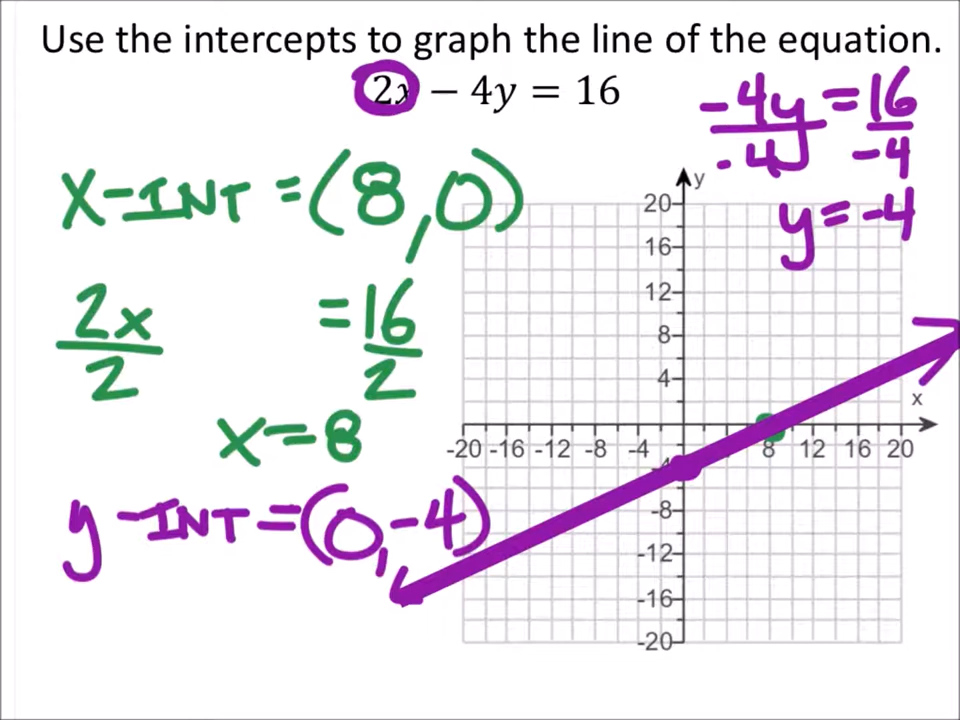 Use the intercepts to graph the line of the equation.
2x − 4y = 16
-4y = 16
-4 -4
y = -4
x-INT = (8,0)
2x = 16
2 2
x = 8
y-INT = (0,-4)
y
20
16
12
8
4
x
-20 -16 -12 -8 -4 8 12 16 20
-4
-8
-12
-16
-20